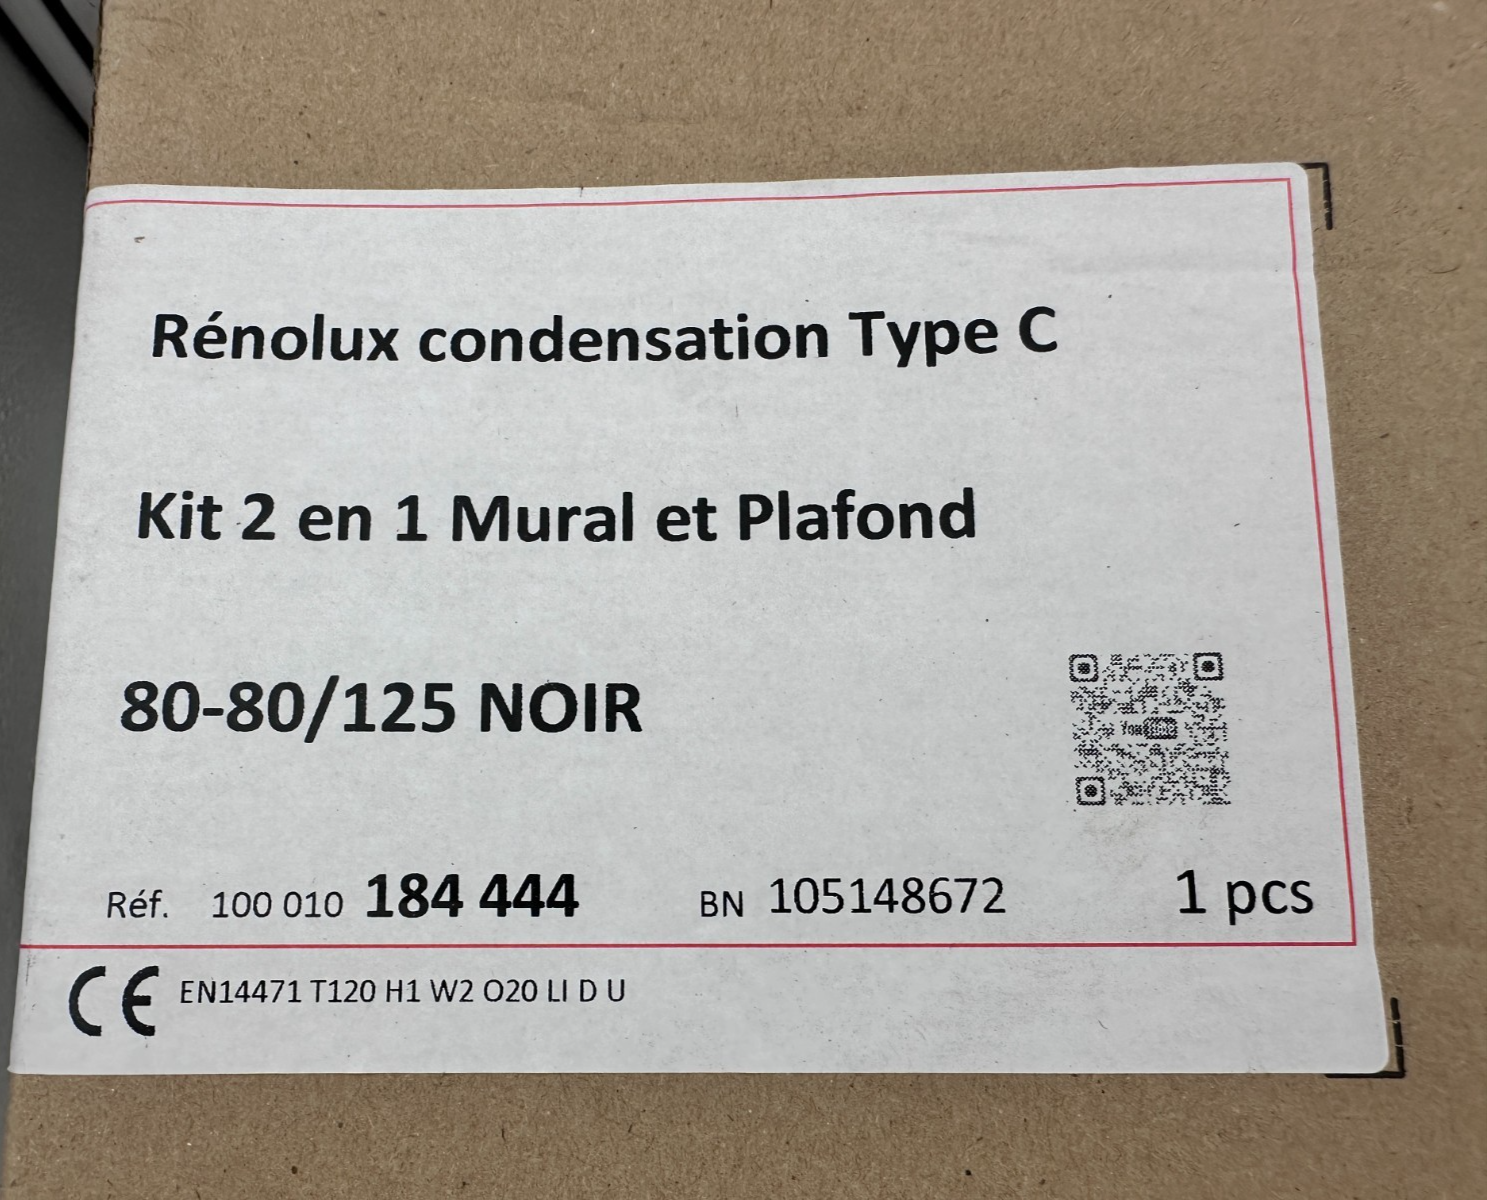 Rénolux condensation Type C
Kit 2 en 1 Mural et Plafond
80-80/125 NOIR
Réf. 100 010 184 444 BN 105148672 1 pcs
CE EN14471 T120 H1 W2 O20 LI D U